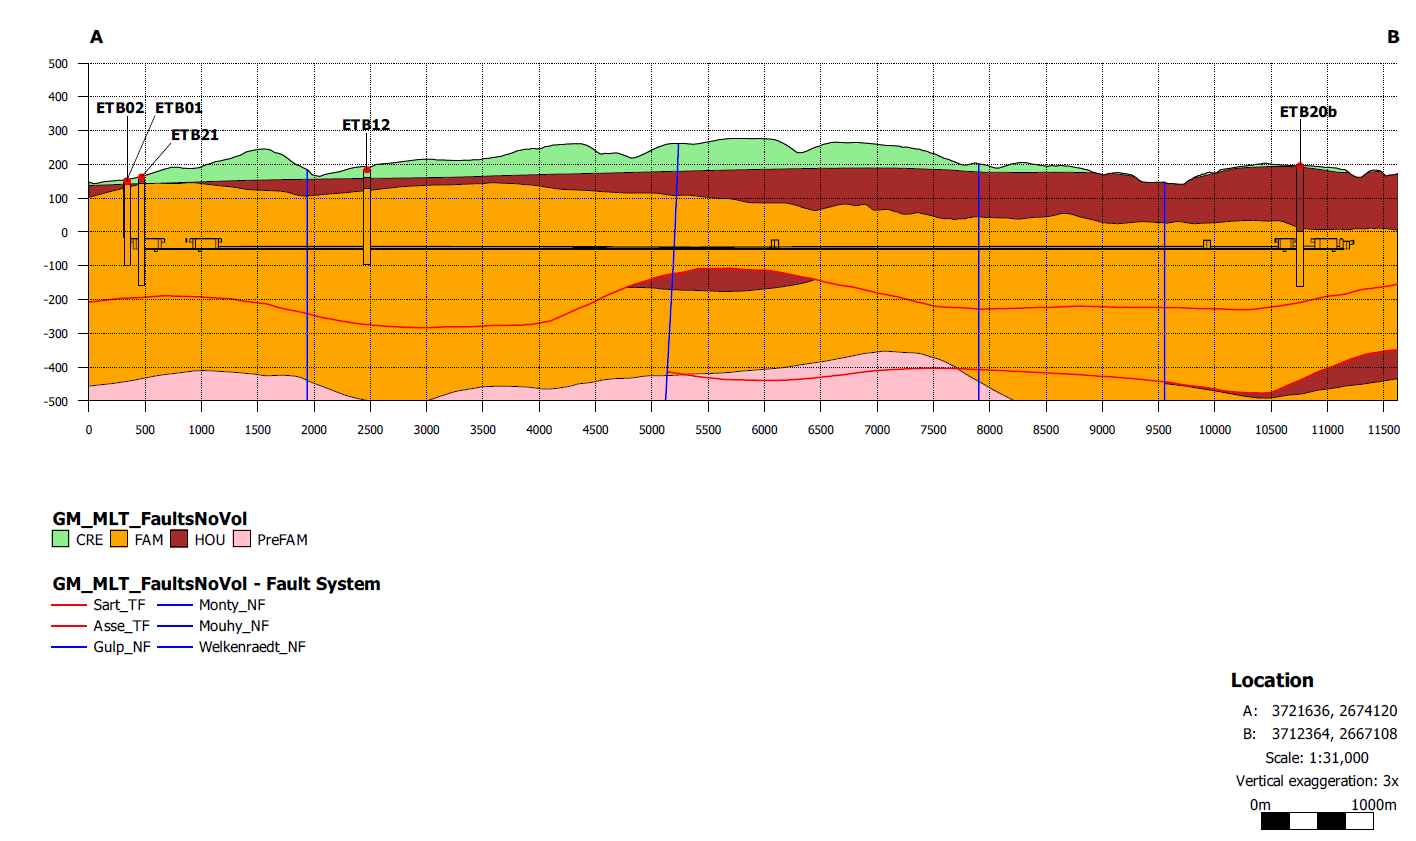 A B
500
400
ETB02 ETB01 ETB20b
300
ETB21 ETB12
200
100
0
-100
-200
-300
-400
-500
0 500 1000 1500 2000 2500 3000 3500 4000 4500 5000 5500 6000 6500 7000 7500 8000 8500 9000 9500 10000 10500 11000 11500
GM_MLT_FaultsNoVol
CRE FAM HOU PreFAM
GM_MLT_FaultsNoVol - Fault System
Sart_TF Monty_NF
Asse_TF Mouhy_NF
Gulp_NF Welkenraedt_NF
Location
A: 3721636, 2674120
B: 3712364, 2667108
Scale: 1:31,000
Vertical exaggeration: 3x
0m 1000m